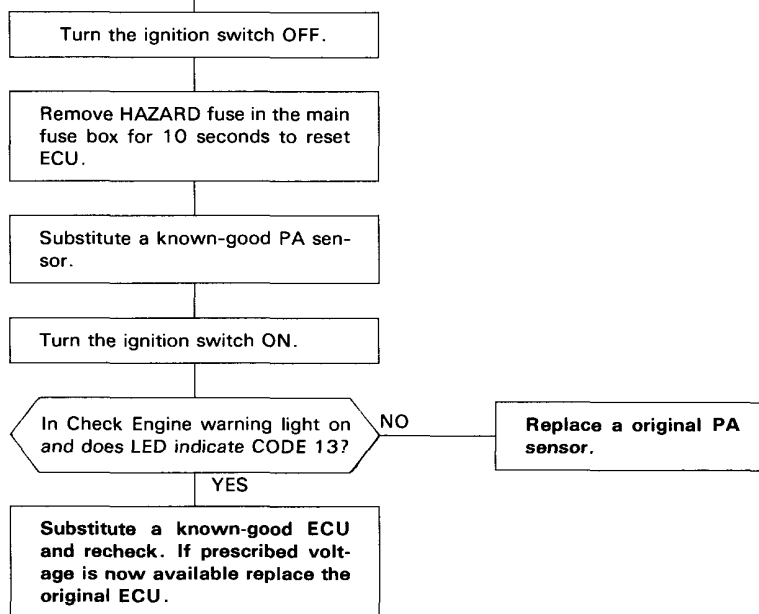 Turn the ignition switch OFF.
Remove HAZARD fuse in the main
fuse box for 10 seconds to reset
ECU.
Substitute a known-good PA sen-
sor.
Turn the ignition switch ON.
In Check Engine warning light on
and does LED indicate CODE 13?
NO
Replace a original PA
sensor.
YES
Substitute a known-good ECU
and recheck. If prescribed volt-
age is now available replace the
original ECU.